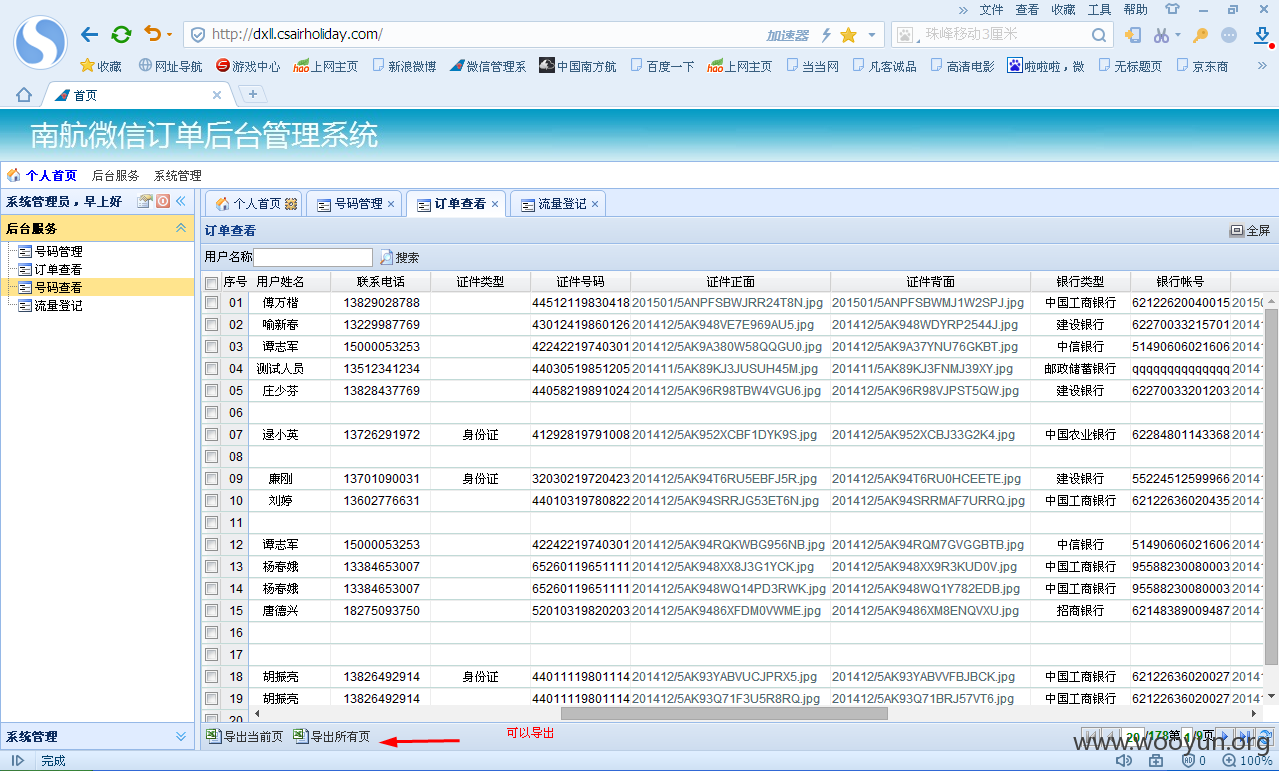 文件 查看 收藏 工具 帮助
http://dxll.csairholiday.com/ 加速器 珠峰移动3厘米
收藏 网址导航 游戏中心 上网主页 新浪微博 微信管理系 中国南方航 百度一下 上网主页 当当网 凡客诚品 高清电影 啦啦啦，微 无标题页 京东商
首页
南航微信订单后台管理系统
个人首页 后台服务 系统管理
系统管理员，早上好
后台服务
号码管理
订单查看
号码查看
流量登记
系统管理
个人首页 号码管理 订单查看 流量登记
订单查看 全屏
用户名称 搜索
序号 用户姓名 联系电话 证件类型 证件号码 证件正面 证件背面 银行类型 银行帐号
01 傅万楷 13829028788 44512119830418 201501/5ANPFSBWJRR24T8N.jpg 201501/5ANPFSBWMJ1W2SPJ.jpg 中国工商银行 62122620040015 20150
02 喻新春 13229987769 43012419860126 201412/5AK948VE7E969AU5.jpg 201412/5AK948WDYRP2544J.jpg 建设银行 62270033215701 20141
03 谭志军 15000053253 42242219740301 201412/5AK9A380W58QQGU0.jpg 201412/5AK9A37YNU76GKBT.jpg 中信银行 51490606021606 20141
04 测试人员 13512341234 44030519851205 201411/5AK89KJ3JUSUH45M.jpg 201411/5AK89KJ3FNMJ39XY.jpg 邮政储蓄银行 qqqqqqqqqqqqqq 20141
05 庄少芬 13828437769 44058219891024 201412/5AK96R98TBW4VGU6.jpg 201412/5AK96R98VJPST5QW.jpg 建设银行 62270033201203 20141
06
07 逯小英 13726291972 身份证 41292819791008 201412/5AK952XCBF1DYK9S.jpg 201412/5AK952XCBJ33G2K4.jpg 中国农业银行 62284801143368 20141
08
09 廉刚 13701090031 身份证 32030219720423 201412/5AK94T6RU5EBFJ5R.jpg 201412/5AK94T6RU0HCEETE.jpg 建设银行 55224512599966 20141
10 刘婷 13602776631 44010319780822 201412/5AK94SRRJG53ET6N.jpg 201412/5AK94SRRMAF7URRQ.jpg 中国工商银行 62122636020435 20141
11
12 谭志军 15000053253 42242219740301 201412/5AK94RQKWBG956NB.jpg 201412/5AK94RQM7GVGGBTB.jpg 中信银行 51490606021606 20141
13 杨春娥 13384653007 65260119651111 201412/5AK948XX8J3G1YCK.jpg 201412/5AK948XX9R3KUD0V.jpg 中国工商银行 95588230080003 20141
14 杨春娥 13384653007 65260119651111 201412/5AK948WQ14PD3RWK.jpg 201412/5AK948WQ1Y782EDB.jpg 中国工商银行 95588230080003 20141
15 唐德兴 18275093750 52010319820203 201412/5AK9486XFDM0VWME.jpg 201412/5AK9486XM8ENQVXU.jpg 招商银行 62148389009487 20141
16
17
18 胡振亮 13826492914 身份证 44011119801114 201412/5AK93YABVUCJPRX5.jpg 201412/5AK93YABVVFBJBCK.jpg 中国工商银行 62122636020027 20141
19 胡振亮 13826492914 44011119801114 201412/5AK93Q71F3U5R8RQ.jpg 201412/5AK93Q71BRJ57VT6.jpg 中国工商银行 62122636020027 20141
20
导出当前页 导出所有页 可以导出 20 /178 第 1/9页
www.wooyun.org
完成 0 100%